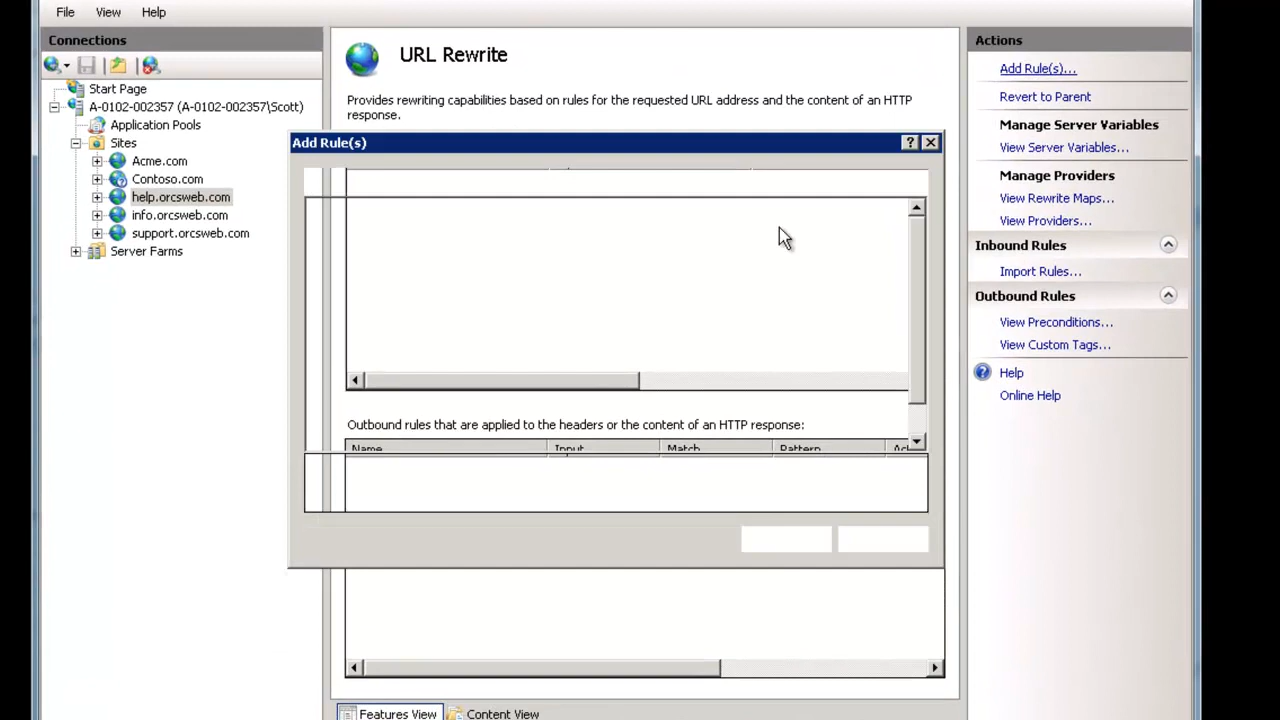 File View Help
Connections
Start Page
A-0102-002357 (A-0102-002357\Scott)
Application Pools
Sites
Acme.com
Contoso.com
help.orcsweb.com
info.orcsweb.com
support.orcsweb.com
Server Farms
URL Rewrite
Provides rewriting capabilities based on rules for the requested URL address and the content of an HTTP
response.
Add Rule(s)
?
Outbound rules that are applied to the headers or the content of an HTTP response:
Name Input Match Pattern
Features View Content View
Actions
Add Rule(s)...
Revert to Parent
Manage Server Variables
View Server Variables...
Manage Providers
View Rewrite Maps...
View Providers...
Inbound Rules
Import Rules...
Outbound Rules
View Preconditions...
View Custom Tags...
Help
Online Help